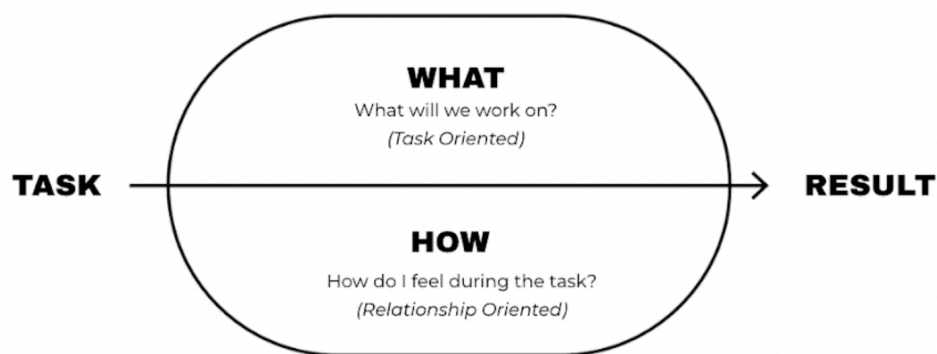 WHAT
What will we work on?
(Task Oriented)
TASK
RESULT
HOW
How do I feel during the task?
(Relationship Oriented)